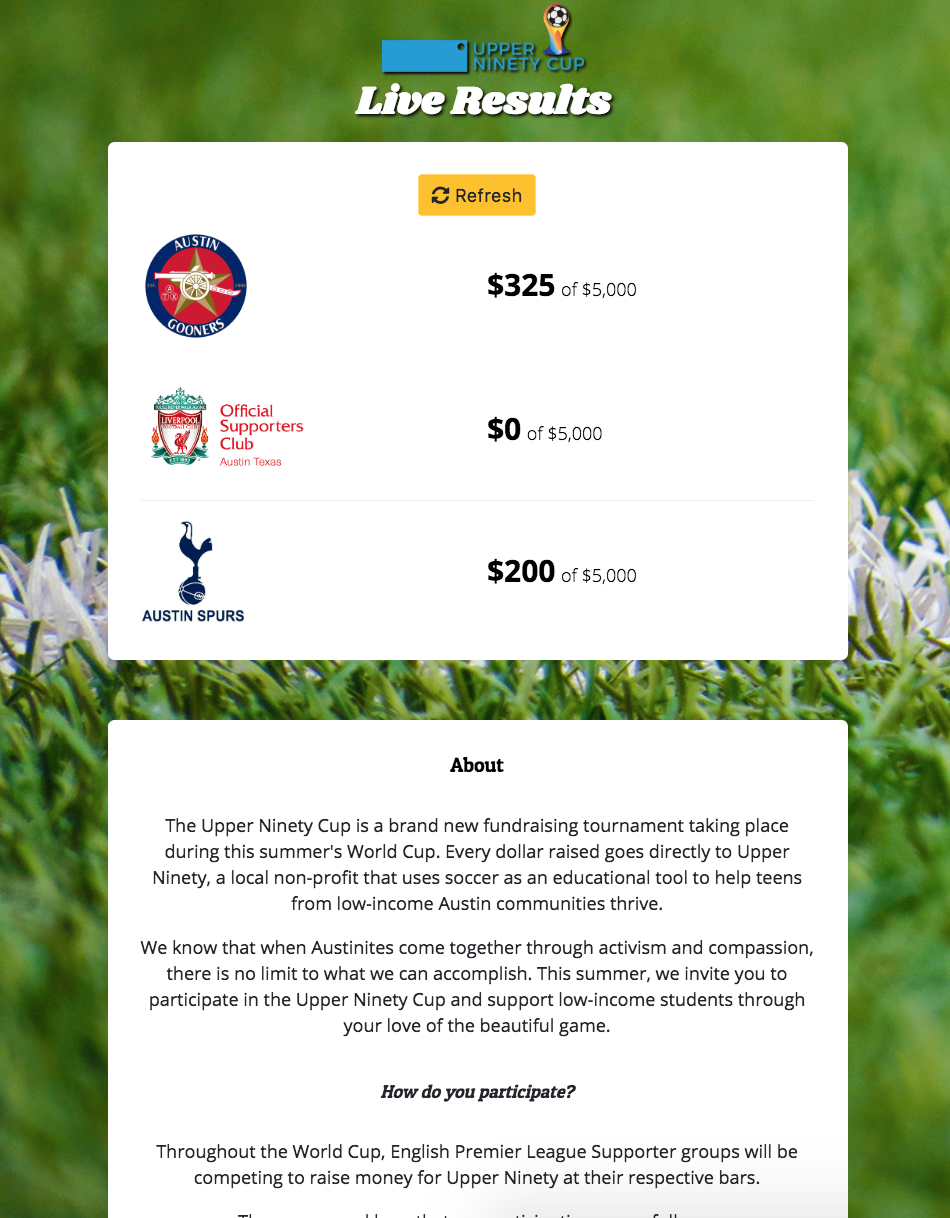 UPPER
NINETY CUP
Live Results
Refresh
AUSTIN
GOONERS
$325 of $5,000
LIVERPOOL
EST·1892
Official
Supporters
Club
Austin Texas
$0 of $5,000
AUSTIN SPURS
$200 of $5,000
About
The Upper Ninety Cup is a brand new fundraising tournament taking place
during this summer's World Cup. Every dollar raised goes directly to Upper
Ninety, a local non-profit that uses soccer as an educational tool to help teens
from low-income Austin communities thrive.
We know that when Austinites come together through activism and compassion,
there is no limit to what we can accomplish. This summer, we invite you to
participate in the Upper Ninety Cup and support low-income students through
your love of the beautiful game.
How do you participate?
Throughout the World Cup, English Premier League Supporter groups will be
competing to raise money for Upper Ninety at their respective bars.